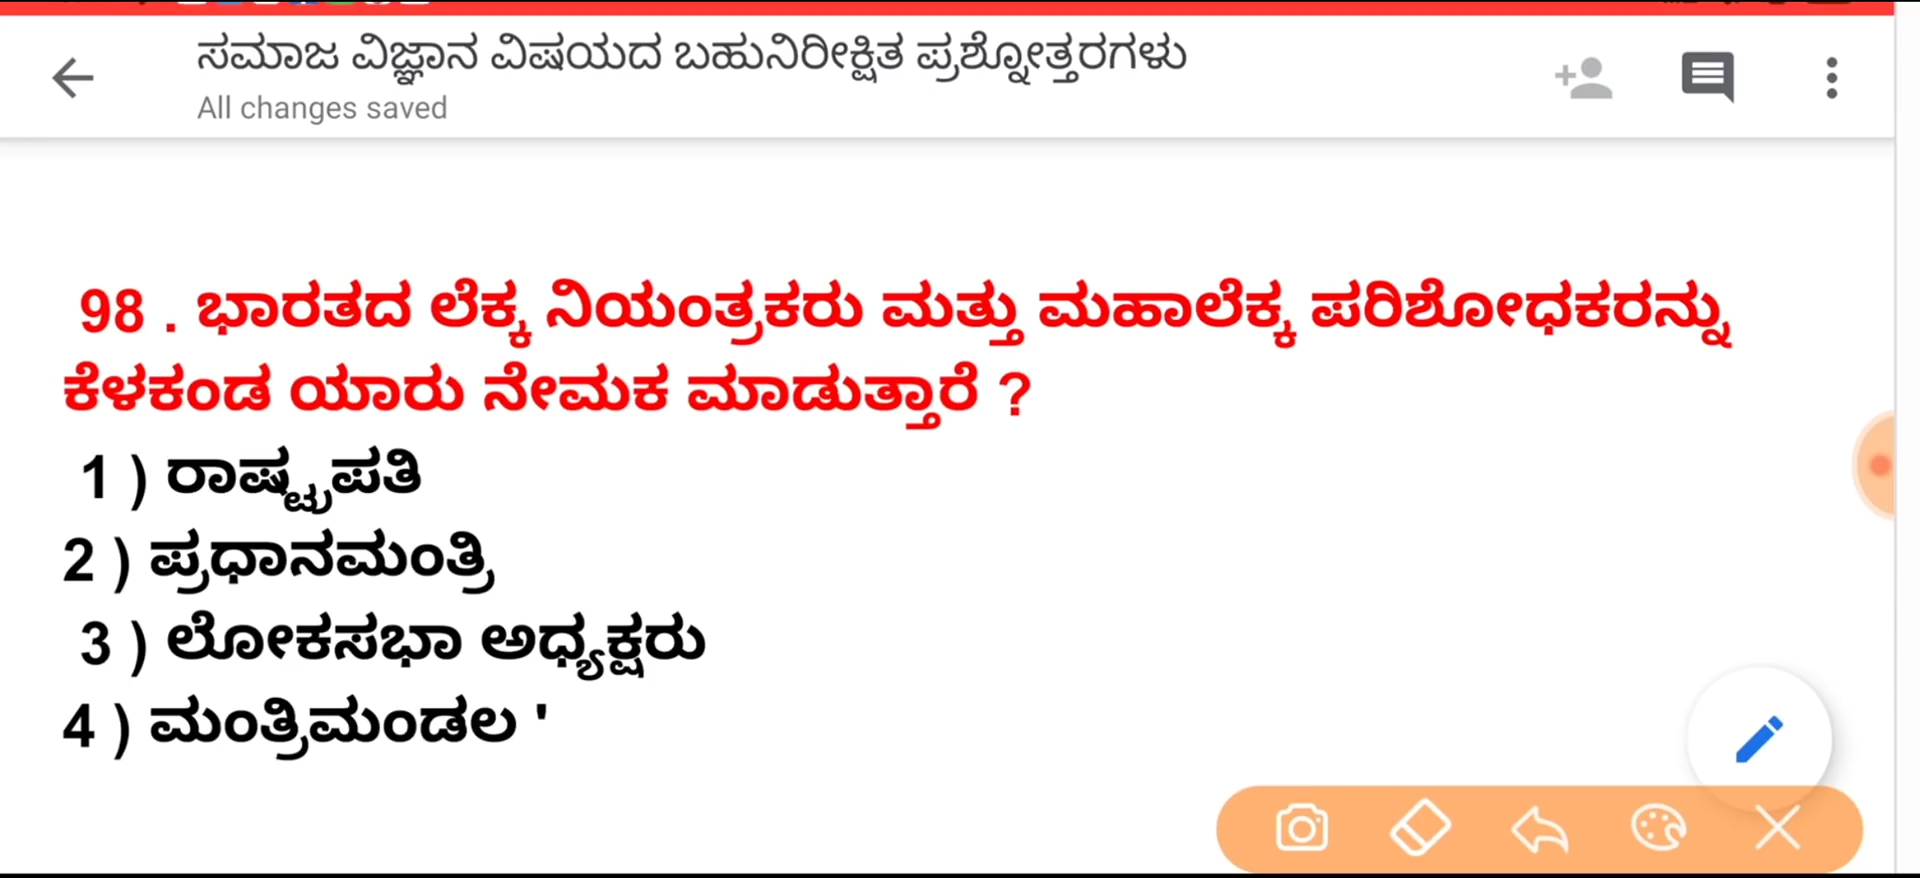 ಸಮಾಜ ವಿಜ್ಞಾನ ವಿಷಯದ ಬಹುನಿರೀಕ್ಷಿತ ಪ್ರಶ್ನೋತ್ತರಗಳು
All changes saved
98 . ಭಾರತದ ಲೆಕ್ಕ ನಿಯಂತ್ರಕರು ಮತ್ತು ಮಹಾಲೆಕ್ಕ ಪರಿಶೋಧಕರನ್ನು
ಕೆಳಕಂಡ ಯಾರು ನೇಮಕ ಮಾಡುತ್ತಾರೆ ?
1 ) ರಾಷ್ಟ್ರಪತಿ
2 ) ಪ್ರಧಾನಮಂತ್ರಿ
3 ) ಲೋಕಸಭಾ ಅಧ್ಯಕ್ಷರು
4 ) ಮಂತ್ರಿಮಂಡಲ '